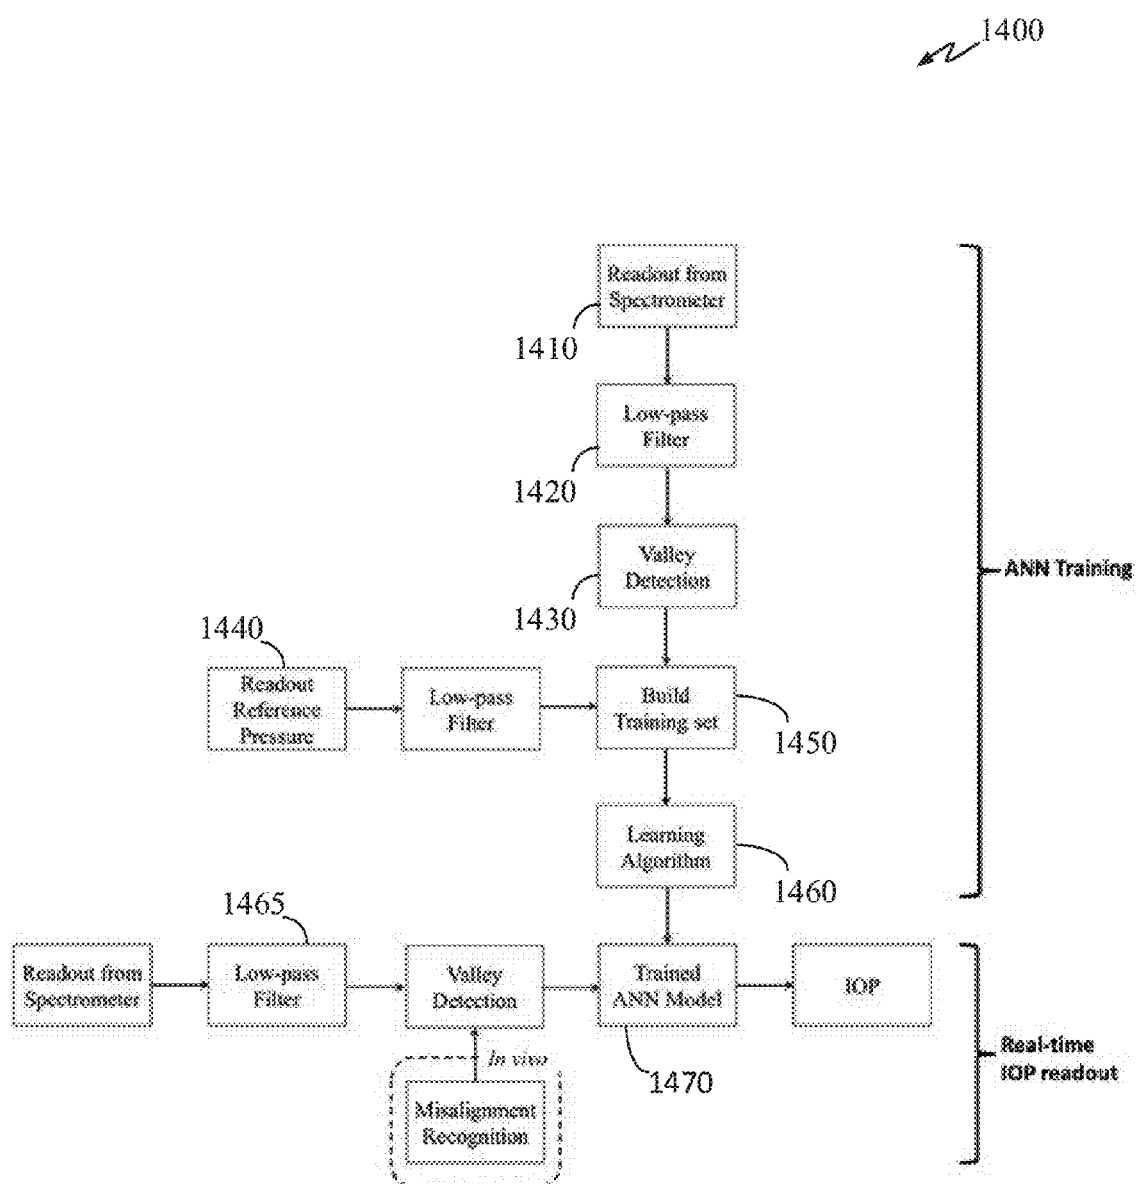 1400
Readout from
Spectrometer
1410
Low-pass
Filter
1420
Valley
Detection
1430
ANN Training
1440
Readout
Reference
Pressure
Low-pass
Filter
Build
Training set
1450
Learning
Algorithm
1460
1465
Readout from
Spectrometer
Low-pass
Filter
Valley
Detection
Trained
ANN Model
IOP
1470
In vivo
Misalignment
Recognition
Real-time
IOP readout